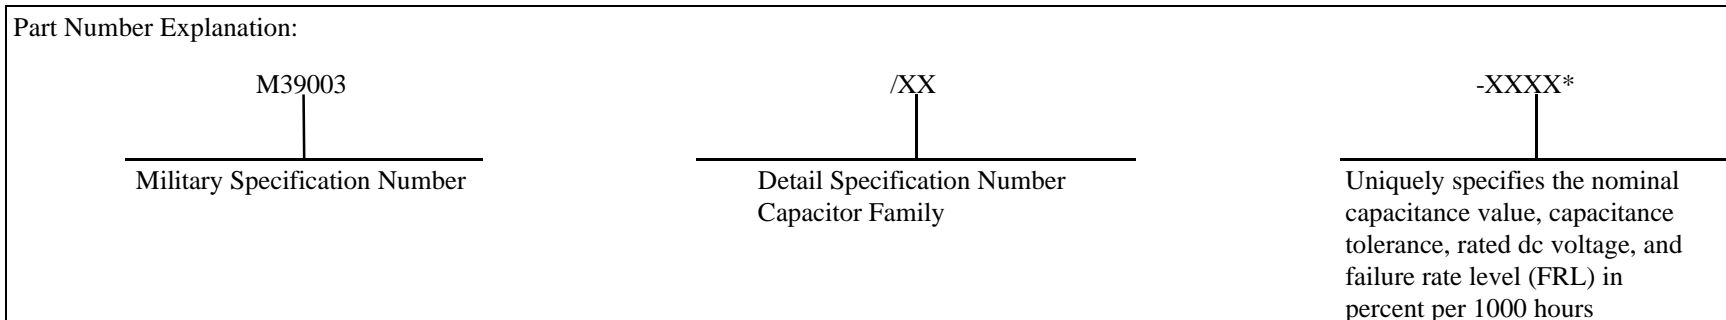 Part Number Explanation:
M39003 /XX -XXXX*
Military Specification Number Detail Specification Number Uniquely specifies the nominal
Capacitor Family capacitance value, capacitance
tolerance, rated dc voltage, and
failure rate level (FRL) in
percent per 1000 hours